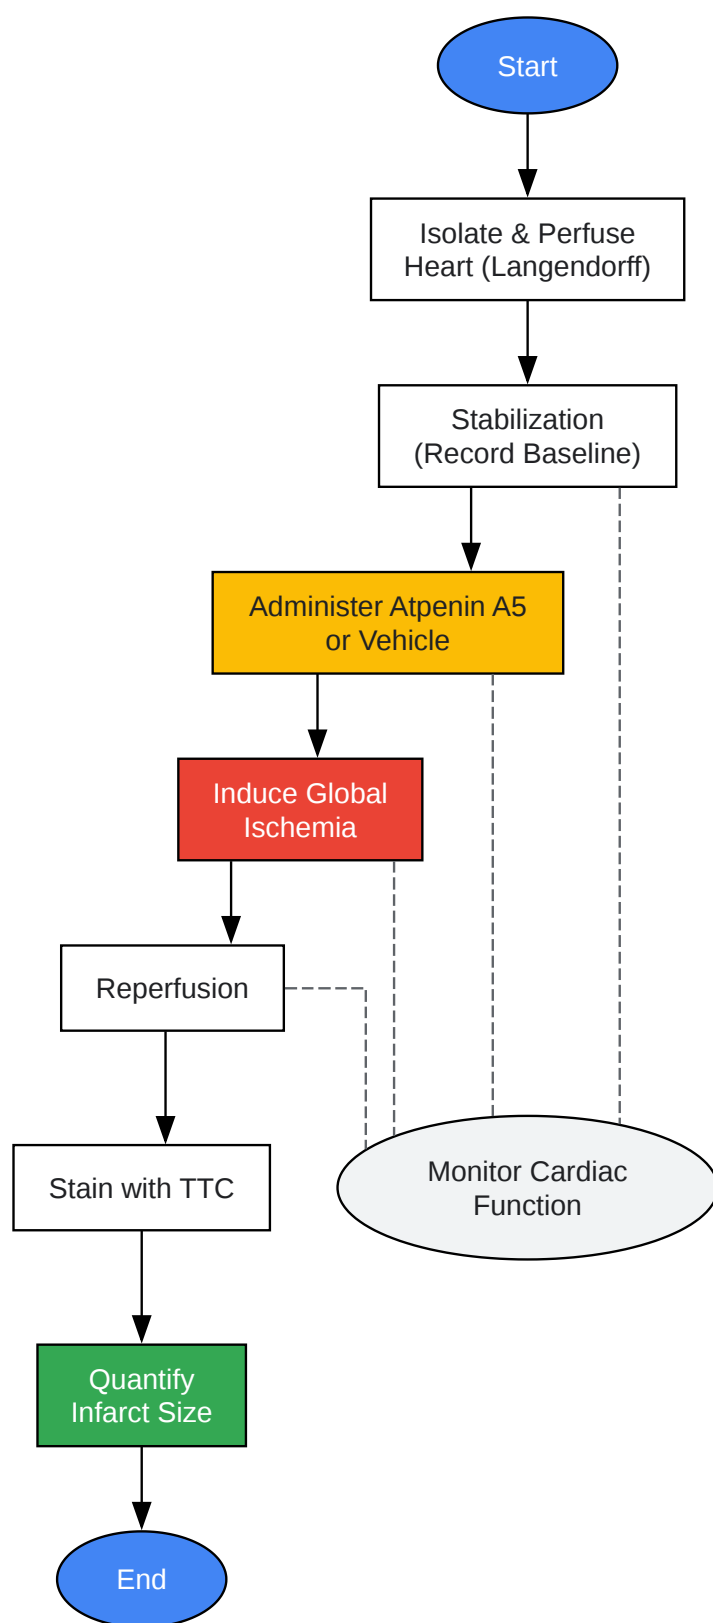 Start
Isolate & Perfuse
Heart (Langendorff)
Stabilization
(Record Baseline)
Administer Atpenin A5
or Vehicle
Induce Global
Ischemia
Reperfusion
Stain with TTC
Monitor Cardiac
Function
Quantify
Infarct Size
End